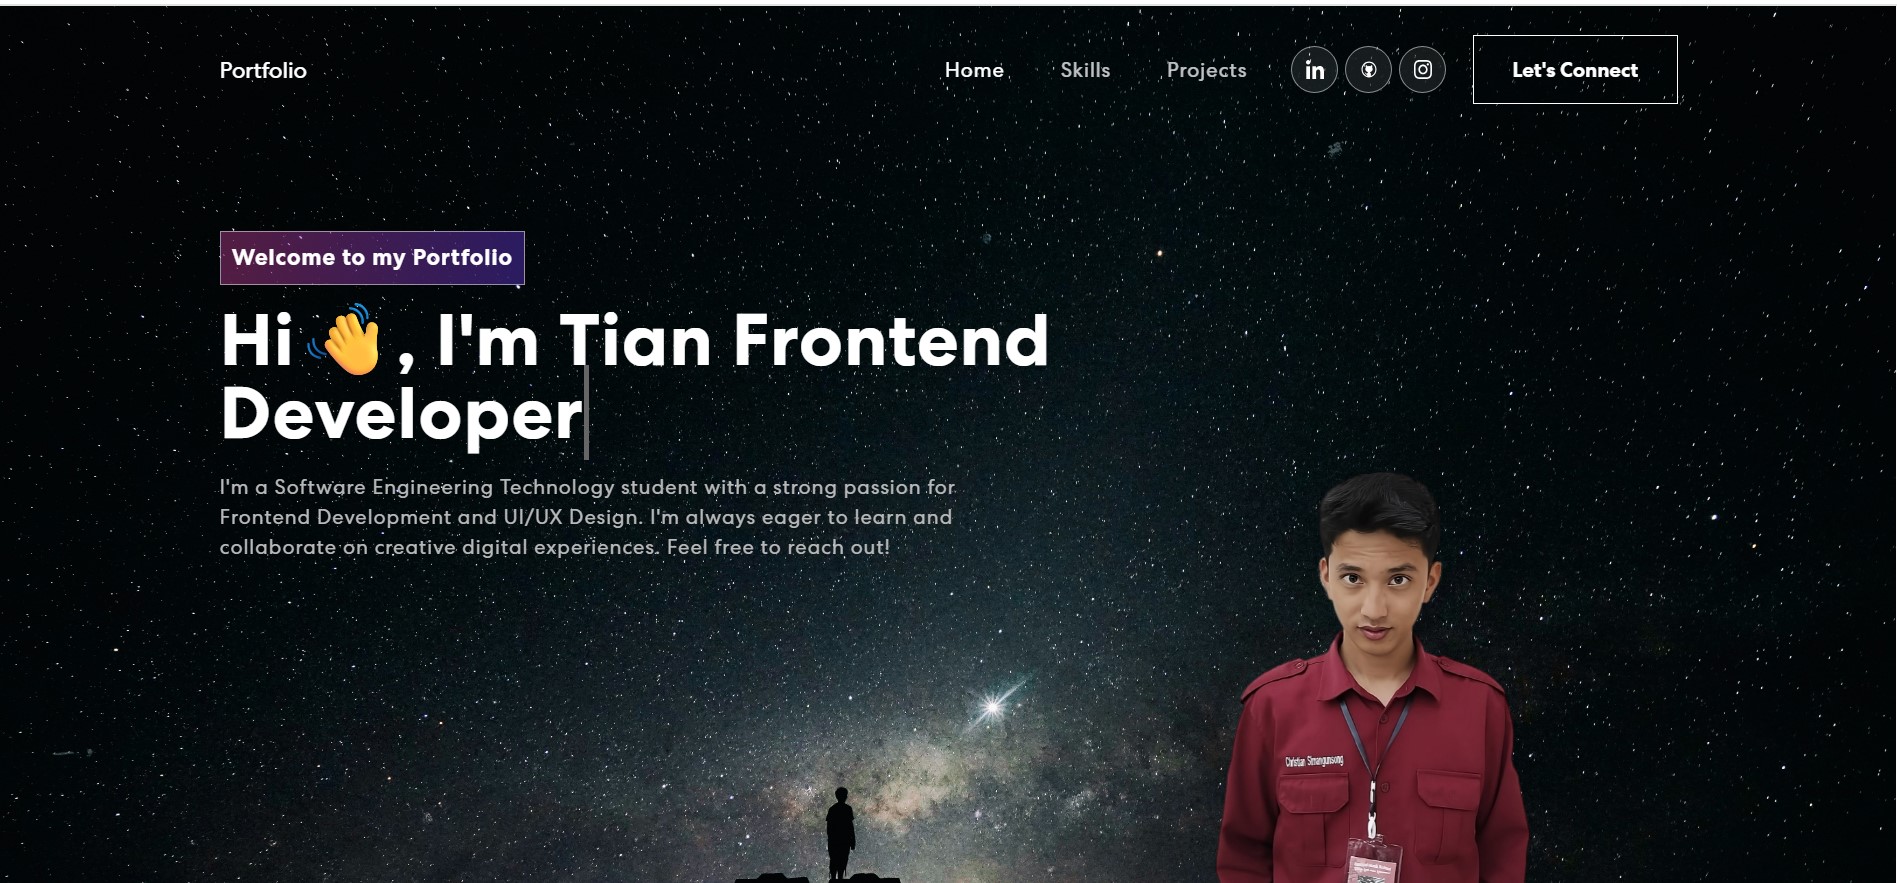 Portfolio
Home
Skills
Projects
in
Let's Connect
Welcome to my Portfolio
Hi 👋, I'm Tian Frontend
Developer
I'm a Software Engineering Technology student with a strong passion for
Frontend Development and UI/UX Design. I'm always eager to learn and
collaborate on creative digital experiences. Feel free to reach out!
Christian Simangunsong